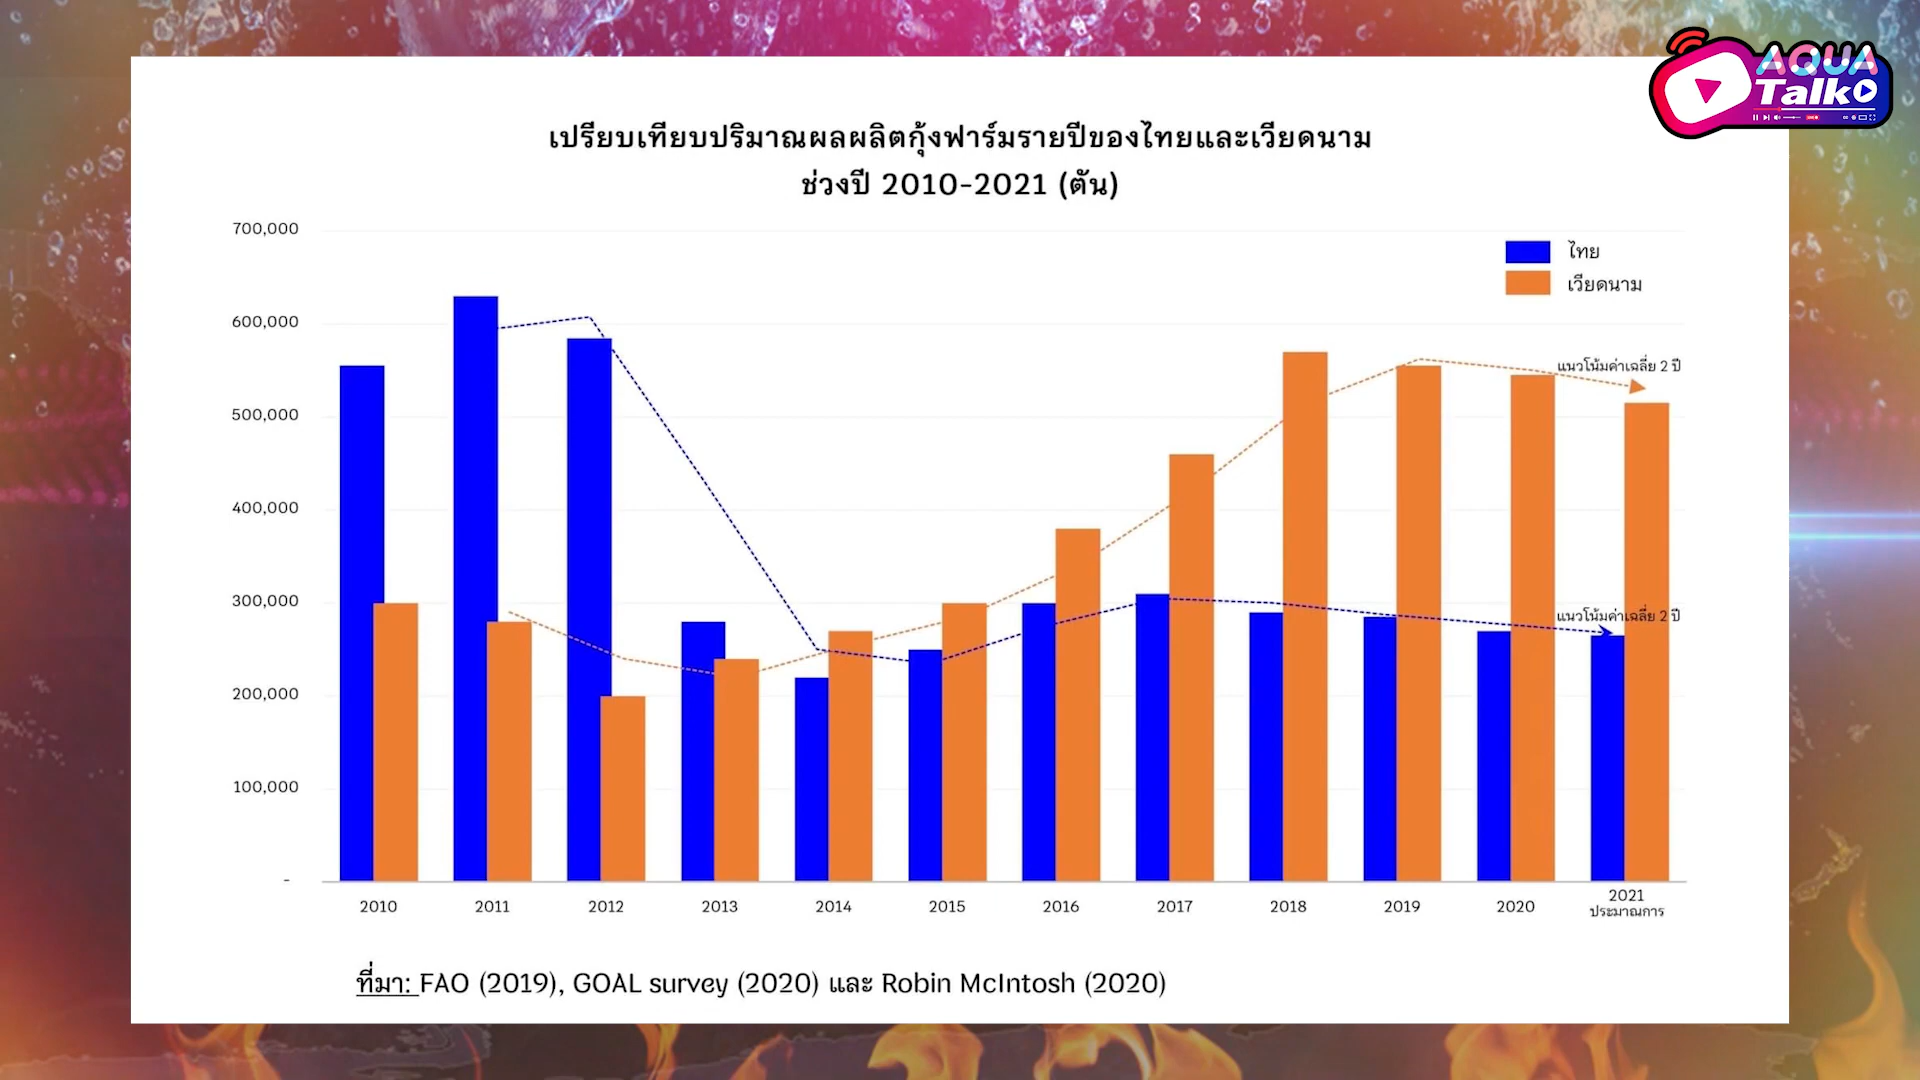 AQUA
Talk
เปรียบเทียบปริมาณผลผลิตกุ้งฟาร์มรายปีของไทยและเวียดนาม
ช่วงปี 2010-2021 (ตัน)
700,000
600,000
500,000
400,000
300,000
200,000
100,000
-
ไทย
เวียดนาม
แนวโน้มค่าเฉลี่ย 2 ปี
แนวโน้มค่าเฉลี่ย 2 ปี
2010 2011 2012 2013 2014 2015 2016 2017 2018 2019 2020 2021
ประมาณการ
ที่มา: FAO (2019), GOAL survey (2020) และ Robin McIntosh (2020)